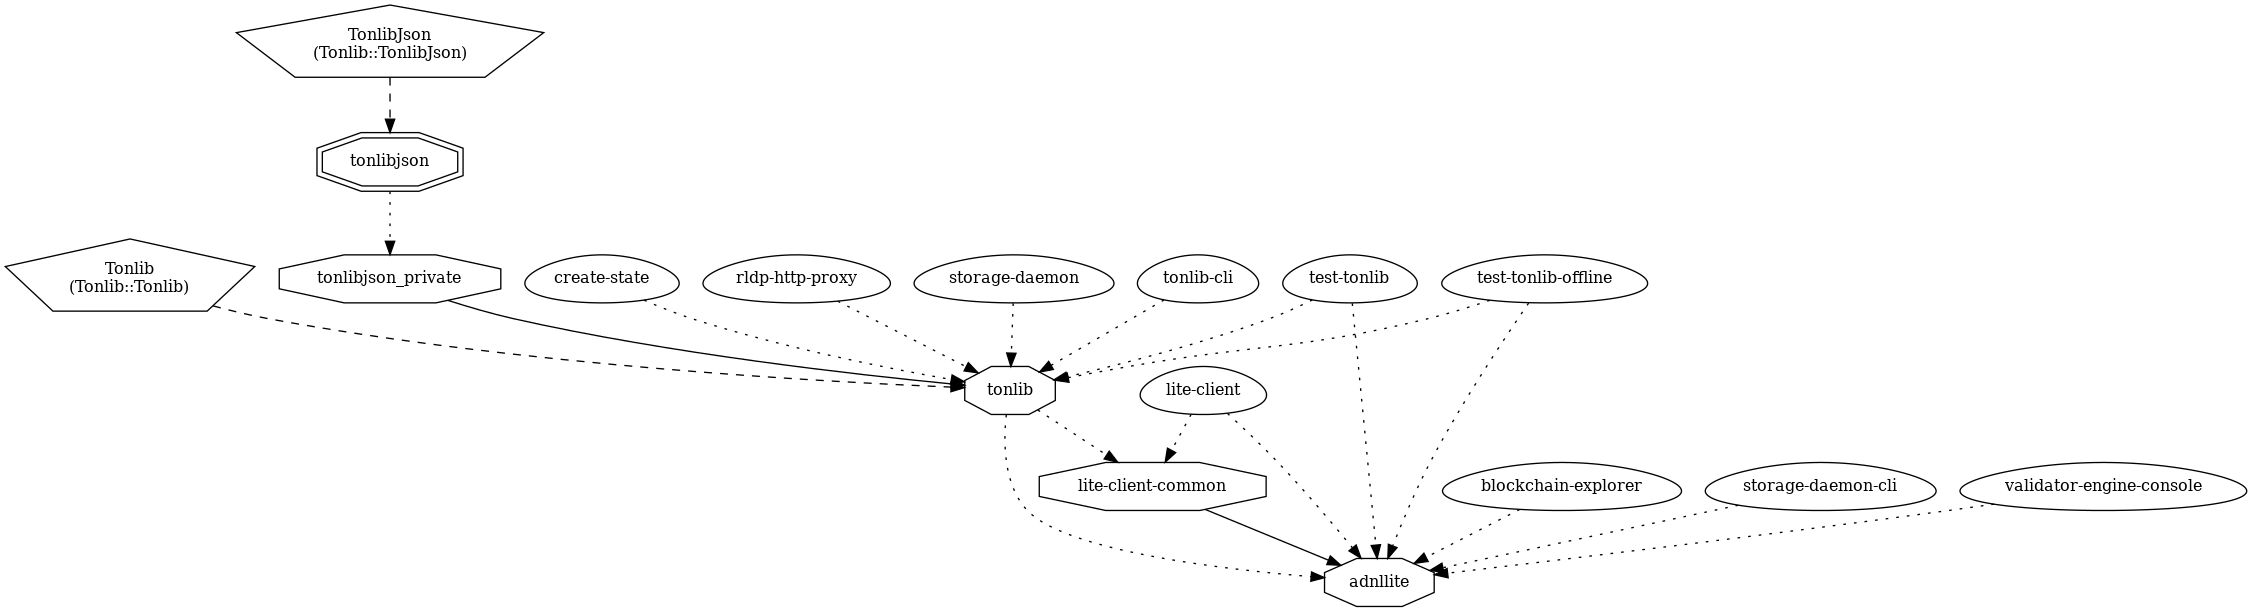 TonlibJson
(Tonlib::TonlibJson)
tonlibjson
Tonlib
(Tonlib::Tonlib)
tonlibjson_private
create-state
rldp-http-proxy
storage-daemon
tonlib-cli
test-tonlib
test-tonlib-offline
tonlib
lite-client
lite-client-common
blockchain-explorer
storage-daemon-cli
validator-engine-console
adnllite